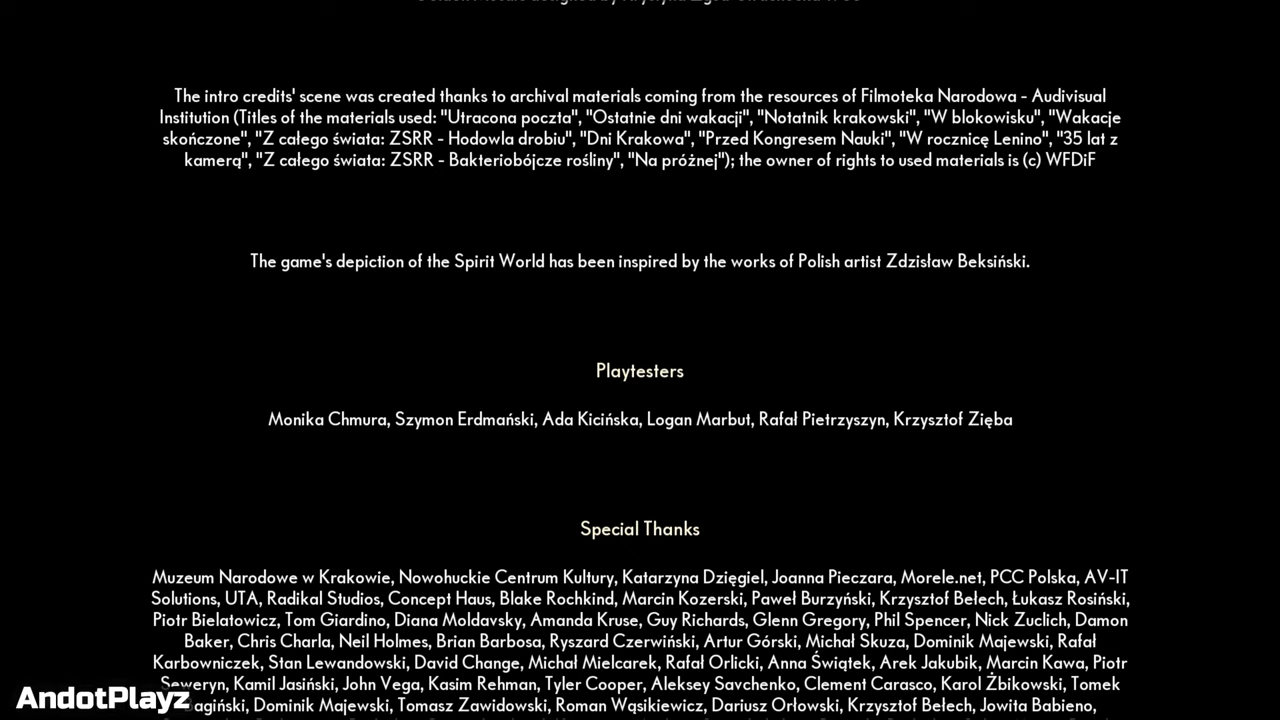 The intro credits' scene was created thanks to archival materials coming from the resources of Filmoteka Narodowa - Audivisual
Institution (Titles of the materials used: "Utracona poczta", "Ostatnie dni wakacji", "Notatnik krakowski", "W blokowisku", "Wakacje
skończone", "Z całego świata: ZSRR - Hodowla drobiu", "Dni Krakowa", "Przed Kongresem Nauki", "W rocznicę Lenino", "35 lat z
kamerą", "Z całego świata: ZSRR - Bakteriobójcze rośliny", "Na próżnej"); the owner of rights to used materials is (c) WFDiF
The game's depiction of the Spirit World has been inspired by the works of Polish artist Zdzisław Beksiński.
Playtesters
Monika Chmura, Szymon Erdmański, Ada Kicińska, Logan Marbut, Rafał Pietrzyszyn, Krzysztof Zięba
Special Thanks
Muzeum Narodowe w Krakowie, Nowohuckie Centrum Kultury, Katarzyna Dzięgiel, Joanna Pieczara, Morele.net, PCC Polska, AV-IT
Solutions, UTA, Radikal Studios, Concept Haus, Blake Rochkind, Marcin Kozerski, Paweł Burzyński, Krzysztof Bełech, Łukasz Rosiński,
Piotr Bielatowicz, Tom Giardino, Diana Moldavsky, Amanda Kruse, Guy Richards, Glenn Gregory, Phil Spencer, Nick Zuclich, Damon
Baker, Chris Charla, Neil Holmes, Brian Barbosa, Ryszard Czerwiński, Artur Górski, Michał Skuza, Dominik Majewski, Rafał
Karbowniczek, Stan Lewandowski, David Change, Michał Mielcarek, Rafał Orlicki, Anna Świątek, Arek Jakubik, Marcin Kawa, Piotr
Seweryn, Kamil Jasiński, John Vega, Kasim Rehman, Tyler Cooper, Aleksey Savchenko, Clement Carasco, Karol Żbikowski, Tomek
Bagiński, Dominik Majewski, Tomasz Zawidowski, Roman Wąsikiewicz, Dariusz Orłowski, Krzysztof Bełech, Jowita Babieno,
AndotPlayz